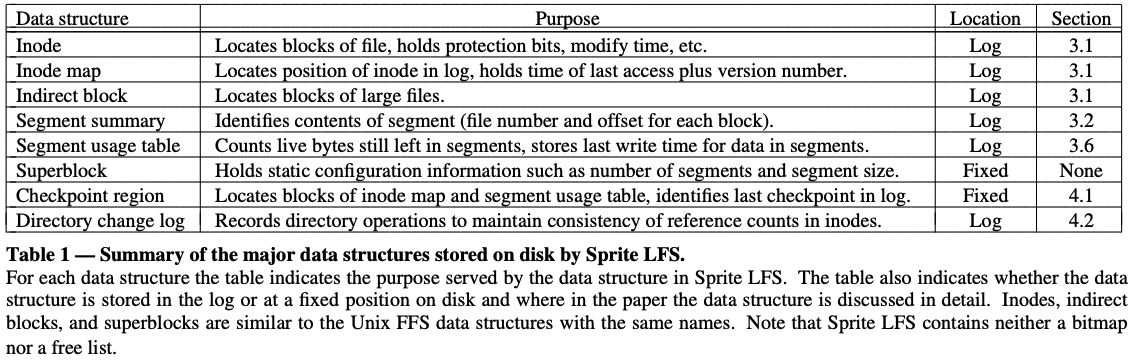 Data structure Purpose Location Section
Inode Locates blocks of file, holds protection bits, modify time, etc. Log 3.1
Inode map Locates position of inode in log, holds time of last access plus version number. Log 3.1
Indirect block Locates blocks of large files. Log 3.1
Segment summary Identifies contents of segment (file number and offset for each block). Log 3.2
Segment usage table Counts live bytes still left in segments, stores last write time for data in segments. Log 3.6
Superblock Holds static configuration information such as number of segments and segment size. Fixed None
Checkpoint region Locates blocks of inode map and segment usage table, identifies last checkpoint in log. Fixed 4.1
Directory change log Records directory operations to maintain consistency of reference counts in inodes. Log 4.2
Table 1 — Summary of the major data structures stored on disk by Sprite LFS.
For each data structure the table indicates the purpose served by the data structure in Sprite LFS. The table also indicates whether the data
structure is stored in the log or at a fixed position on disk and where in the paper the data structure is discussed in detail. Inodes, indirect
blocks, and superblocks are similar to the Unix FFS data structures with the same names. Note that Sprite LFS contains neither a bitmap
nor a free list.